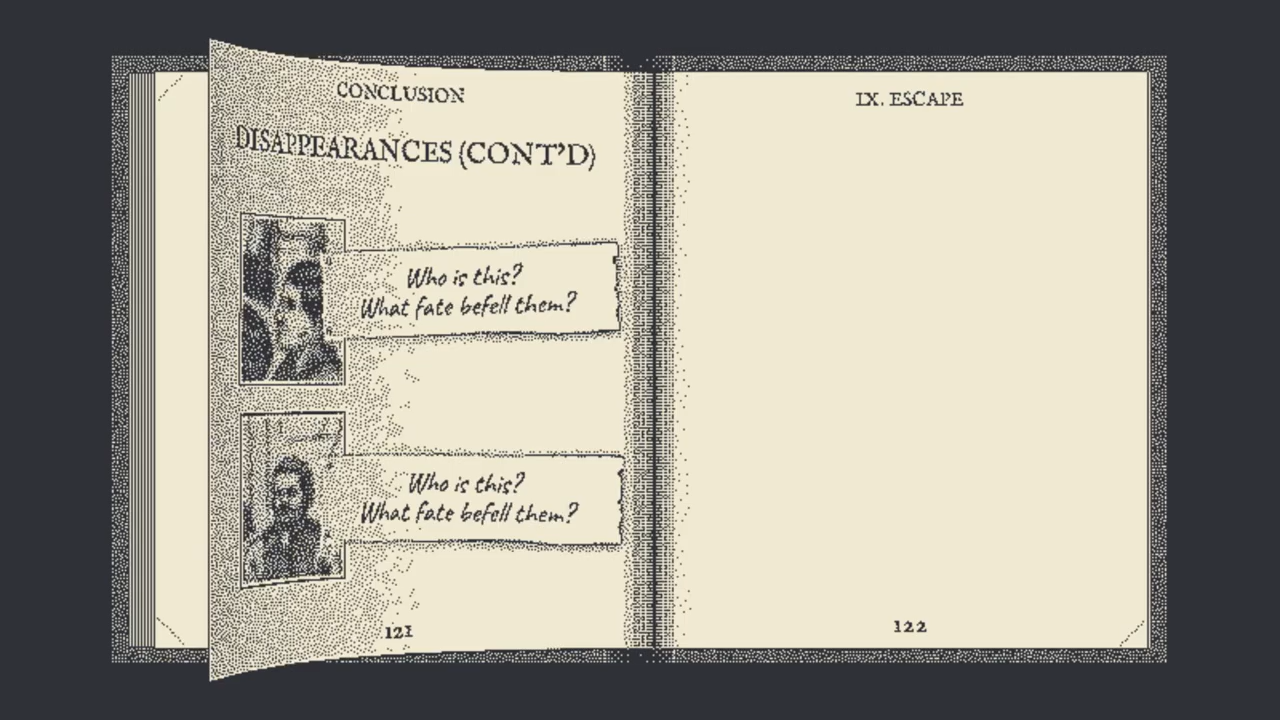 CONCLUSION
DISAPPEARANCES (CONT'D)
Who is this?
What fate befell them?
Who is this?
What fate befell them?
121
IX. ESCAPE
122